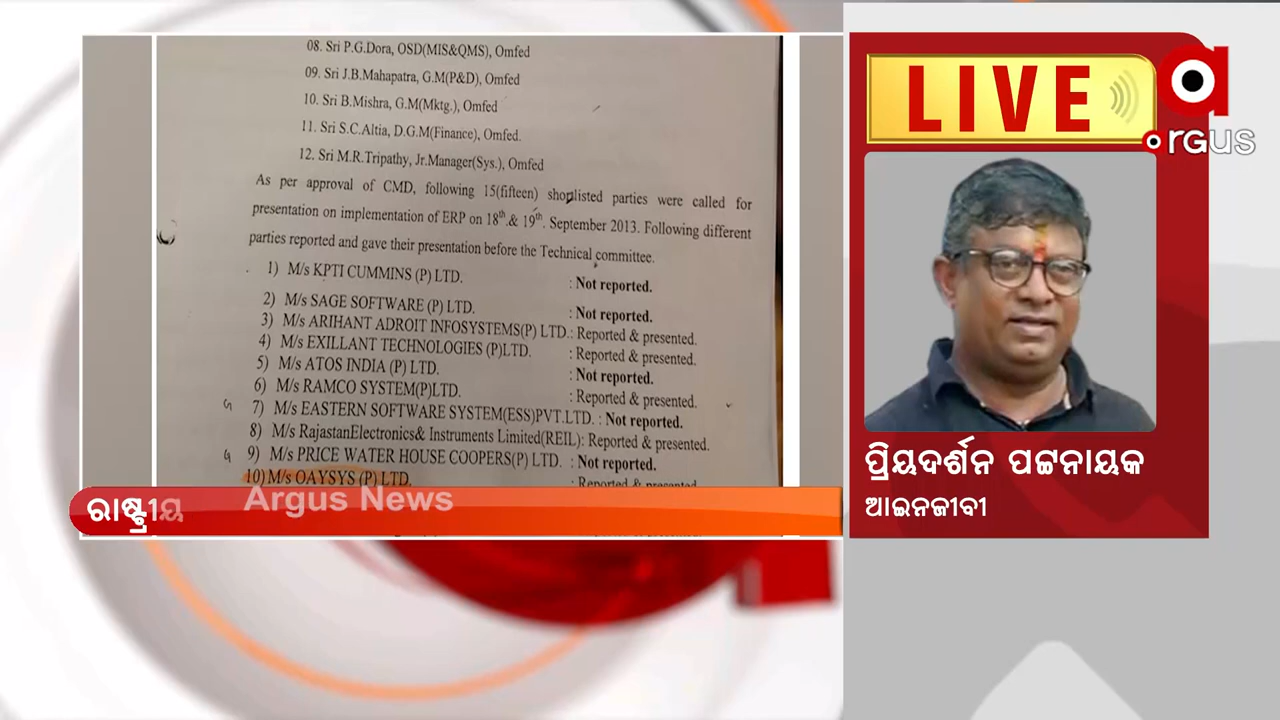 08. Sri P.G.Dora, OSD(MIS&QMS), Omfed
09. Sri J.B.Mahapatra, G.M(P&D), Omfed
10. Sri B.Mishra, G.M(Mktg.), Omfed
11. Sri S.C.Altia, D.G.M(Finance), Omfed.
12. Sri M.R.Tripathy, Jr.Manager(Sys.), Omfed
As per approval of CMD, following 15(fifteen) shoplisted parties were called for
presentation on implementation of ERP on 18th.& 19th. September 2013. Following different
parties reported and gave their presentation before the Technical committee.
1) M/s KPTI CUMMINS (P) LTD. : Not reported.
2) M/s SAGE SOFTWARE (P) LTD. : Not reported.
3) M/s ARIHANT ADROIT INFOSYSTEMS(P) LTD.: Reported & presented.
4) M/s EXILLANT TECHNOLOGIES (P)LTD. : Reported & presented.
5) M/s ATOS INDIA (P) LTD. : Not reported.
6) M/s RAMCO SYSTEM(P)LTD. : Reported & presented.
7) M/s EASTERN SOFTWARE SYSTEM(ESS)PVT.LTD. : Not reported.
8) M/s RajastanElectronics& Instruments Limited(REIL): Reported & presented.
9) M/s PRICE WATER HOUSE COOPERS(P) LTD. : Not reported.
10) M/s OAYSYS (P) LTD. : Reported & presented
ରାଷ୍ଟ୍ରୀୟ
Argus News
LIVE
argus
ପ୍ରିୟଦର୍ଶନ ପଟ୍ଟନାୟକ
ଆଇନଜୀବୀ